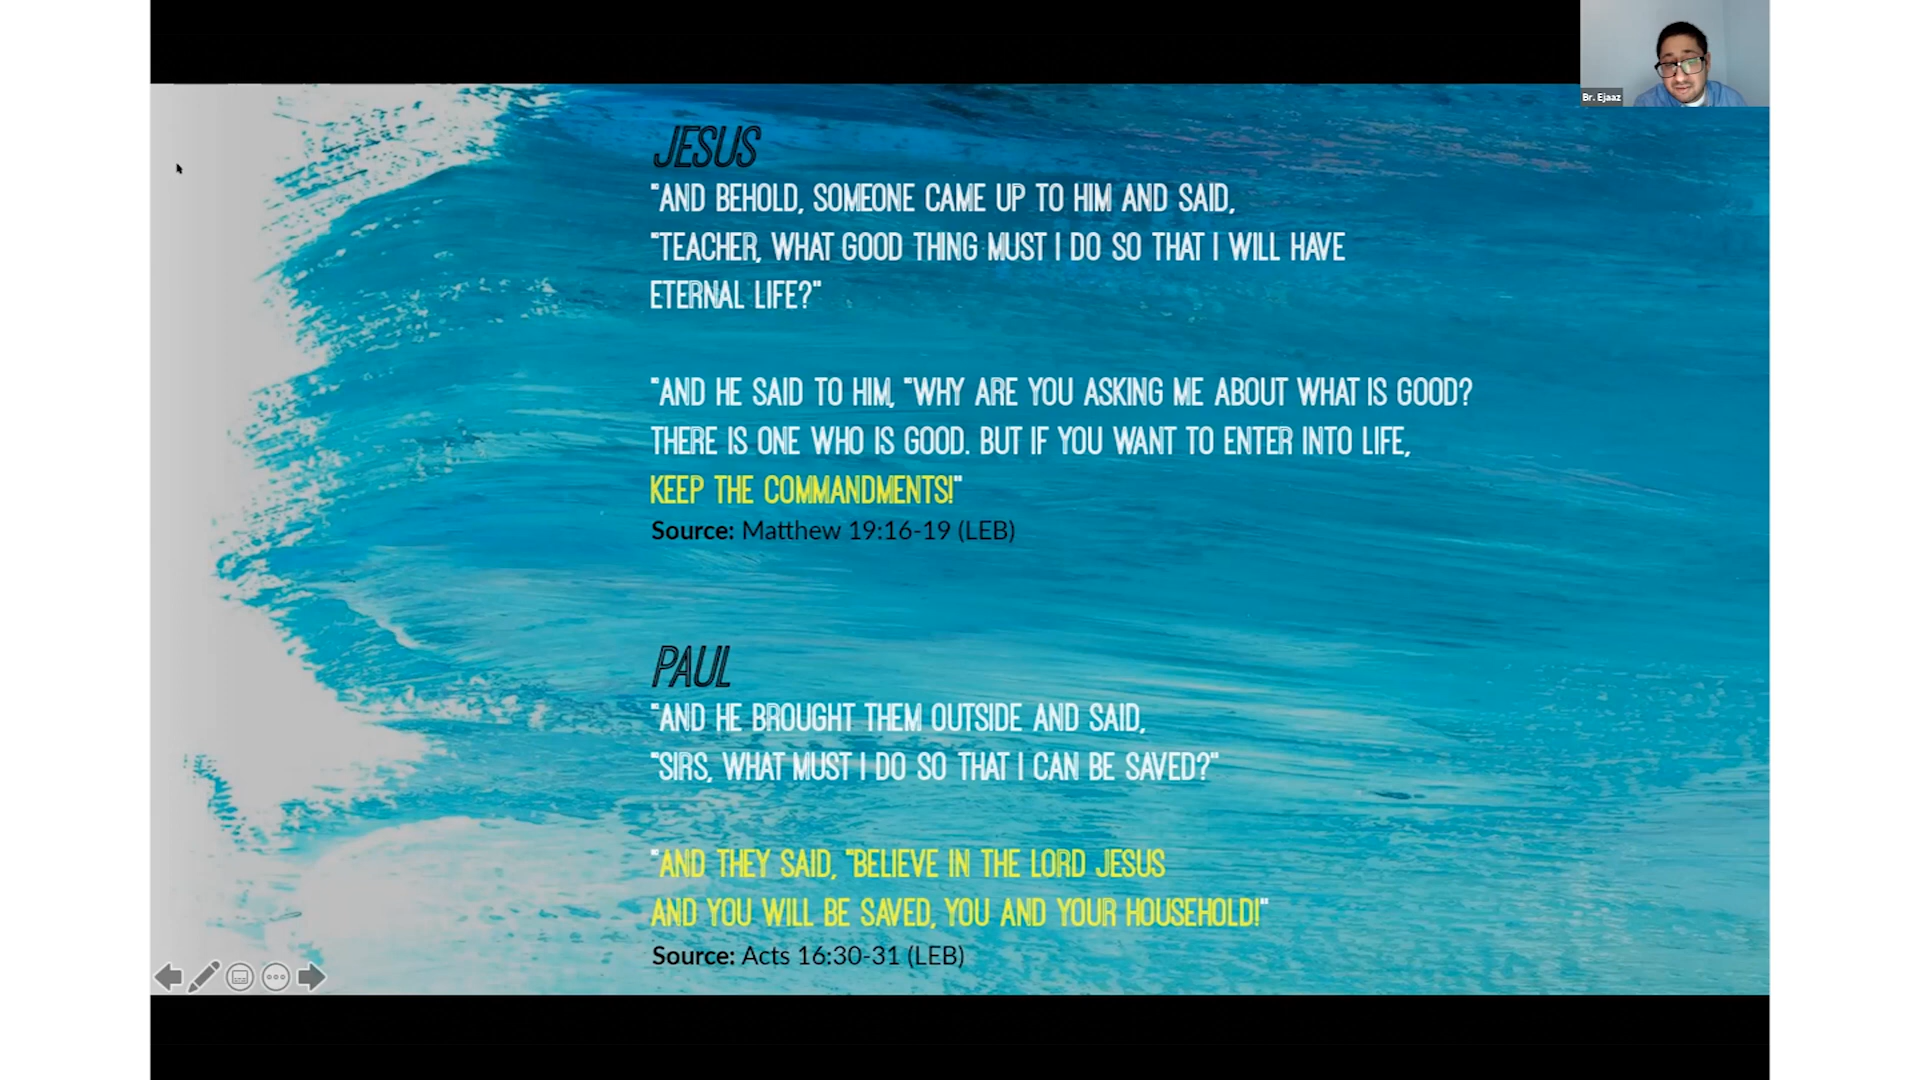 Br. Ejaaz
JESUS
"AND BEHOLD, SOMEONE CAME UP TO HIM AND SAID,
"TEACHER, WHAT GOOD THING MUST I DO SO THAT I WILL HAVE
ETERNAL LIFE?"
"AND HE SAID TO HIM, "WHY ARE YOU ASKING ME ABOUT WHAT IS GOOD?
THERE IS ONE WHO IS GOOD. BUT IF YOU WANT TO ENTER INTO LIFE,
KEEP THE COMMANDMENTS!"
Source: Matthew 19:16-19 (LEB)
PAUL
"AND HE BROUGHT THEM OUTSIDE AND SAID,
"SIRS, WHAT MUST I DO SO THAT I CAN BE SAVED?"
"AND THEY SAID, "BELIEVE IN THE LORD JESUS
AND YOU WILL BE SAVED, YOU AND YOUR HOUSEHOLD!"
Source: Acts 16:30-31 (LEB)